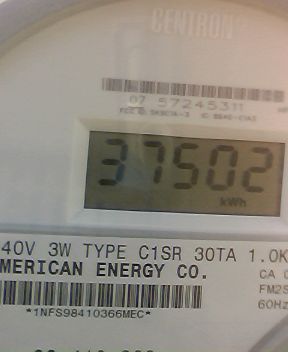 CENTRON
07 57245311
37502
kWh
40V 3W TYPE C1SR 30TA 1.0K
MERICAN ENERGY CO.
CA 0
FM2S
60Hz
*1NFS98410366MEC*